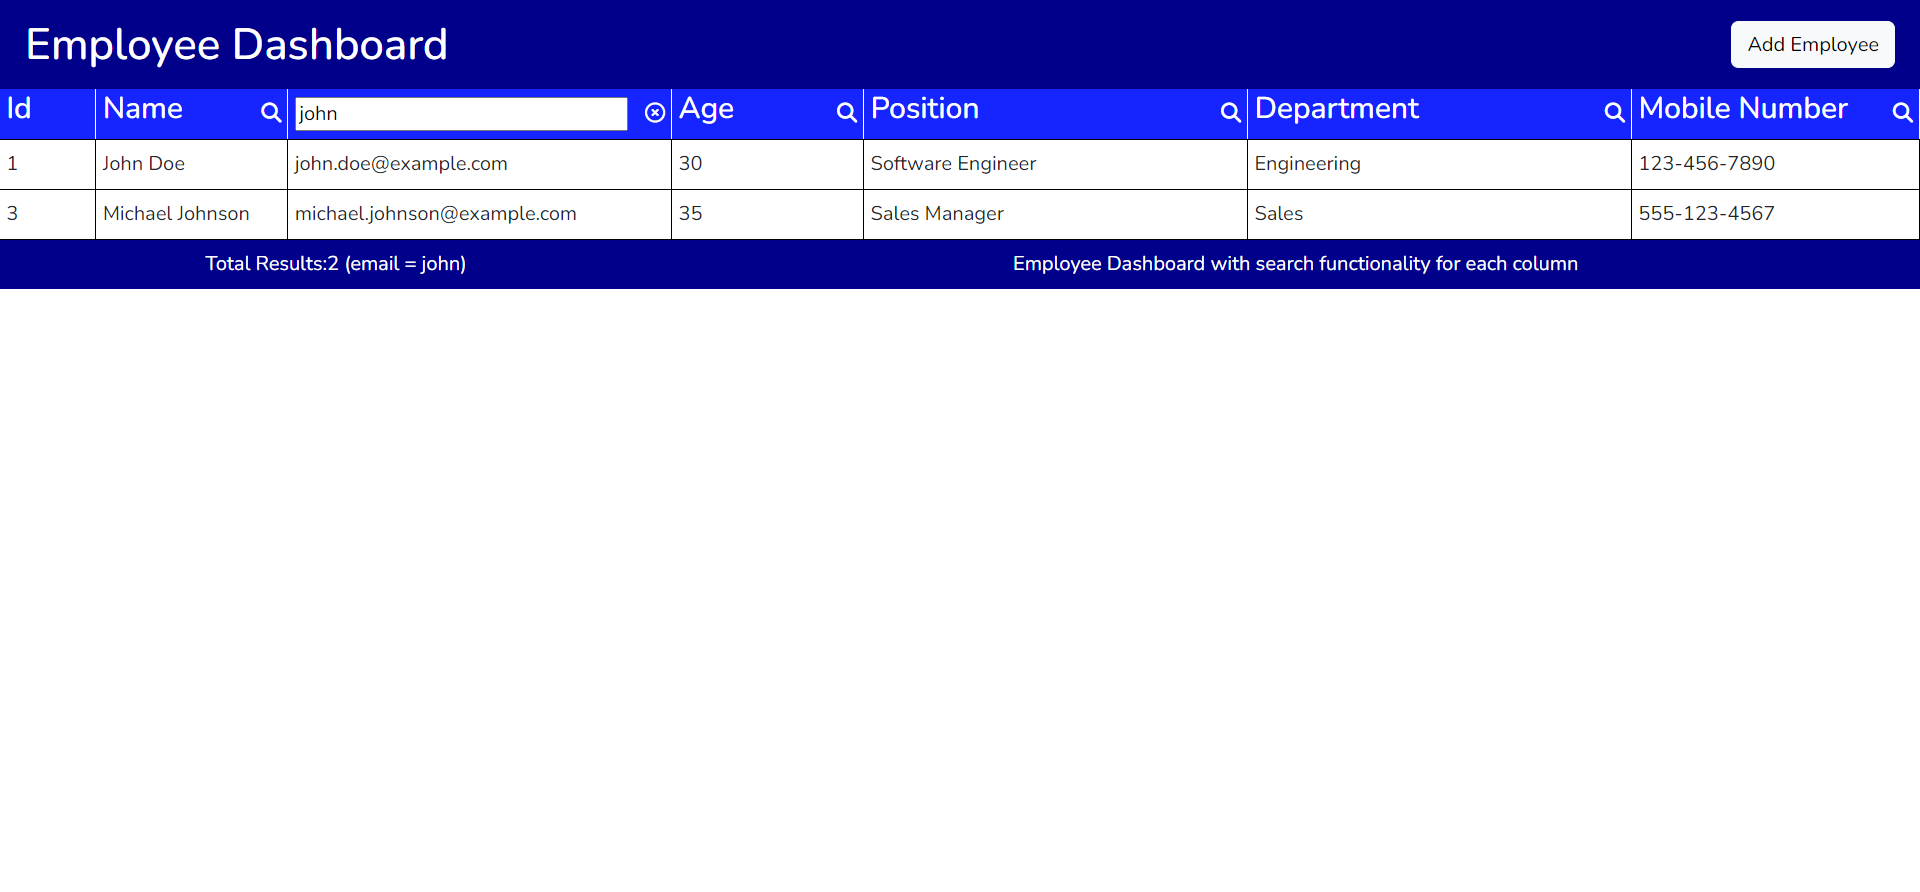 Employee Dashboard
Add Employee
Id Name john Age Position Department Mobile Number
1 John Doe john.doe@example.com 30 Software Engineer Engineering 123-456-7890
3 Michael Johnson michael.johnson@example.com 35 Sales Manager Sales 555-123-4567
Total Results:2 (email = john) Employee Dashboard with search functionality for each column